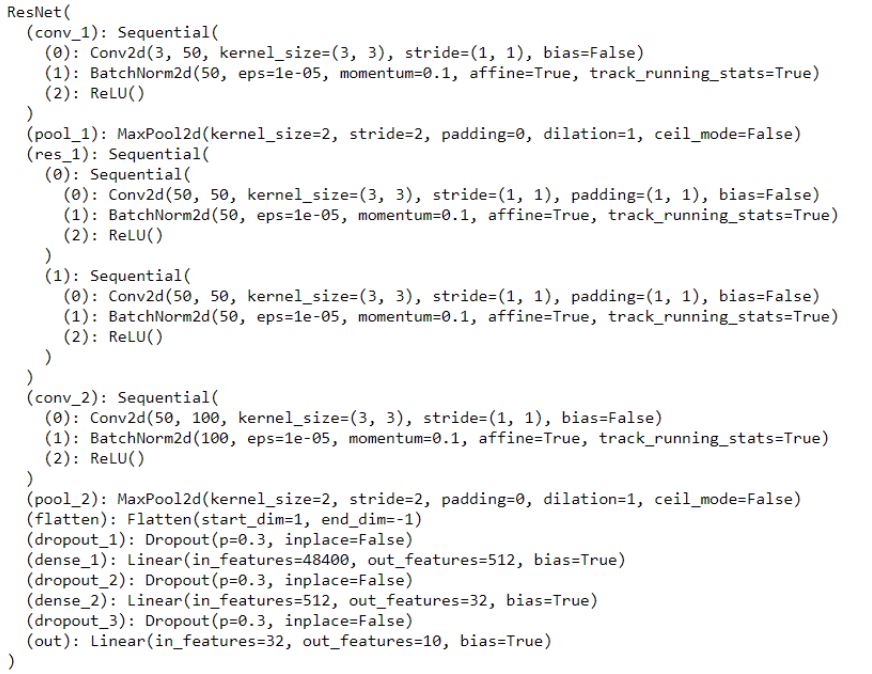 ResNet(
  (conv_1): Sequential(
    (0): Conv2d(3, 50, kernel_size=(3, 3), stride=(1, 1), bias=False)
    (1): BatchNorm2d(50, eps=1e-05, momentum=0.1, affine=True, track_running_stats=True)
    (2): ReLU()
  )
  (pool_1): MaxPool2d(kernel_size=2, stride=2, padding=0, dilation=1, ceil_mode=False)
  (res_1): Sequential(
    (0): Sequential(
      (0): Conv2d(50, 50, kernel_size=(3, 3), stride=(1, 1), padding=(1, 1), bias=False)
      (1): BatchNorm2d(50, eps=1e-05, momentum=0.1, affine=True, track_running_stats=True)
      (2): ReLU()
    )
    (1): Sequential(
      (0): Conv2d(50, 50, kernel_size=(3, 3), stride=(1, 1), padding=(1, 1), bias=False)
      (1): BatchNorm2d(50, eps=1e-05, momentum=0.1, affine=True, track_running_stats=True)
      (2): ReLU()
    )
  )
  (conv_2): Sequential(
    (0): Conv2d(50, 100, kernel_size=(3, 3), stride=(1, 1), bias=False)
    (1): BatchNorm2d(100, eps=1e-05, momentum=0.1, affine=True, track_running_stats=True)
    (2): ReLU()
  )
  (pool_2): MaxPool2d(kernel_size=2, stride=2, padding=0, dilation=1, ceil_mode=False)
  (flatten): Flatten(start_dim=1, end_dim=-1)
  (dropout_1): Dropout(p=0.3, inplace=False)
  (dense_1): Linear(in_features=48400, out_features=512, bias=True)
  (dropout_2): Dropout(p=0.3, inplace=False)
  (dense_2): Linear(in_features=512, out_features=32, bias=True)
  (dropout_3): Dropout(p=0.3, inplace=False)
  (out): Linear(in_features=32, out_features=10, bias=True)
)